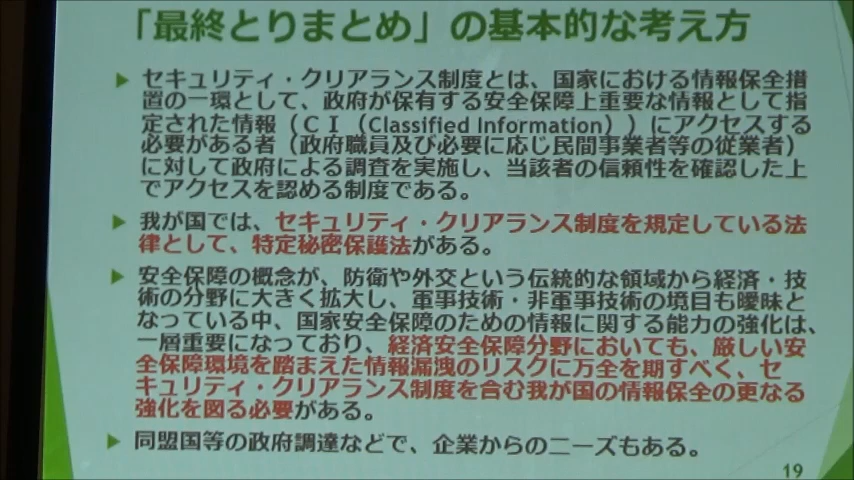 「最終とりまとめ」の基本的な考え方
▶ セキュリティ・クリアランス制度とは、国家における情報保全措
置の一環として、政府が保有する安全保障上重要な情報として指
定された情報（ＣＩ（Classified Information））にアクセスする
必要がある者（政府職員及び必要に応じ民間事業者等の従業者）
に対して政府による調査を実施し、当該者の信頼性を確認した上
でアクセスを認める制度である。
▶ 我が国では、セキュリティ・クリアランス制度を規定している法
律として、特定秘密保護法がある。
▶ 安全保障の概念が、防衛や外交という伝統的な領域から経済・技
術の分野に大きく拡大し、軍事技術・非軍事技術の境目も曖昧と
なっている中、国家安全保障のための情報に関する能力の強化は、
一層重要になっており、経済安全保障分野においても、厳しい安
全保障環境を踏まえた情報漏洩のリスクに万全を期すべく、セ
キュリティ・クリアランス制度を含む我が国の情報保全の更なる
強化を図る必要がある。
▶ 同盟国等の政府調達などで、企業からのニーズもある。
19